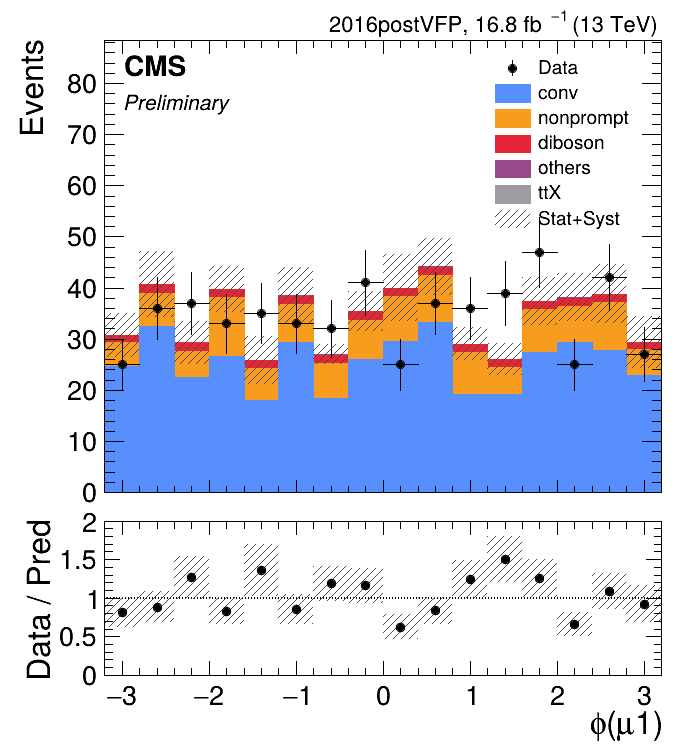 2016postVFP, 16.8 fb⁻¹ (13 TeV)
CMS
Preliminary
Events
80
70
60
50
40
30
20
10
0
Data
conv
nonprompt
diboson
others
ttX
Stat+Syst
Data / Pred
2
1.5
1
0.5
0
−3 −2 −1 0 1 2 3
ϕ(μ1)